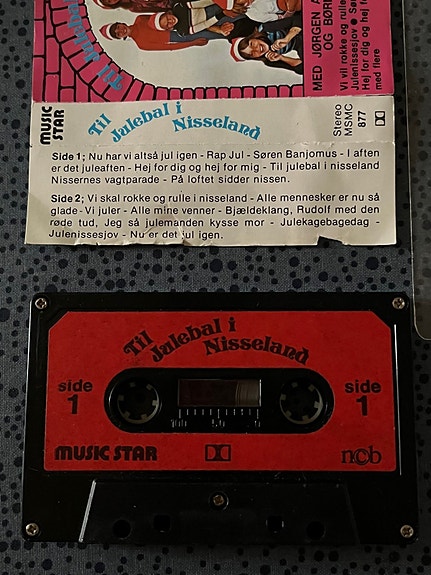 Til Julebal i
MED JØRGEN
OG BØR
Vi vil rokke og rulle
Julenissesjov ● Sø
Hej for dig og hej fo
med flere
MUSIC STAR
Til Julebal i Nisseland
Stereo
MSMC
877
Side 1; Nu har vi altså jul igen - Rap Jul - Søren Banjomus - I aften
er det juleaften - Hej for dig og hej for mig - Til julebal i nisseland
Nissernes vagtparade - På loftet sidder nissen.
Side 2; Vi skal rokke og rulle i nisseland - Alle mennesker er nu så
glade - Vi juler - Alle mine venner - Bjældeklang, Rudolf med den
røde tud, Jeg så julemanden kysse mor - Julekagebagedag -
Julenissesjov - Nu er det jul igen.
Til Julebal i Nisseland
side
1
side
1
100 50 0
MUSIC STAR
ncb